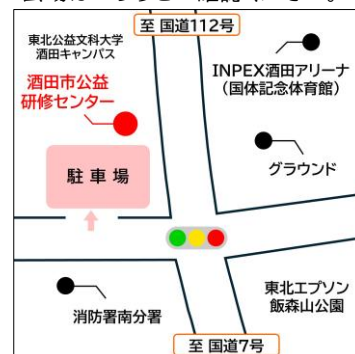 至 国道112号
東北公益文科大学
酒田キャンパス
酒田市公益
研修センター
INPEX酒田アリーナ
（国体記念体育館）
駐車場
グラウンド
消防署南分署
東北エプソン
飯森山公園
至 国道7号